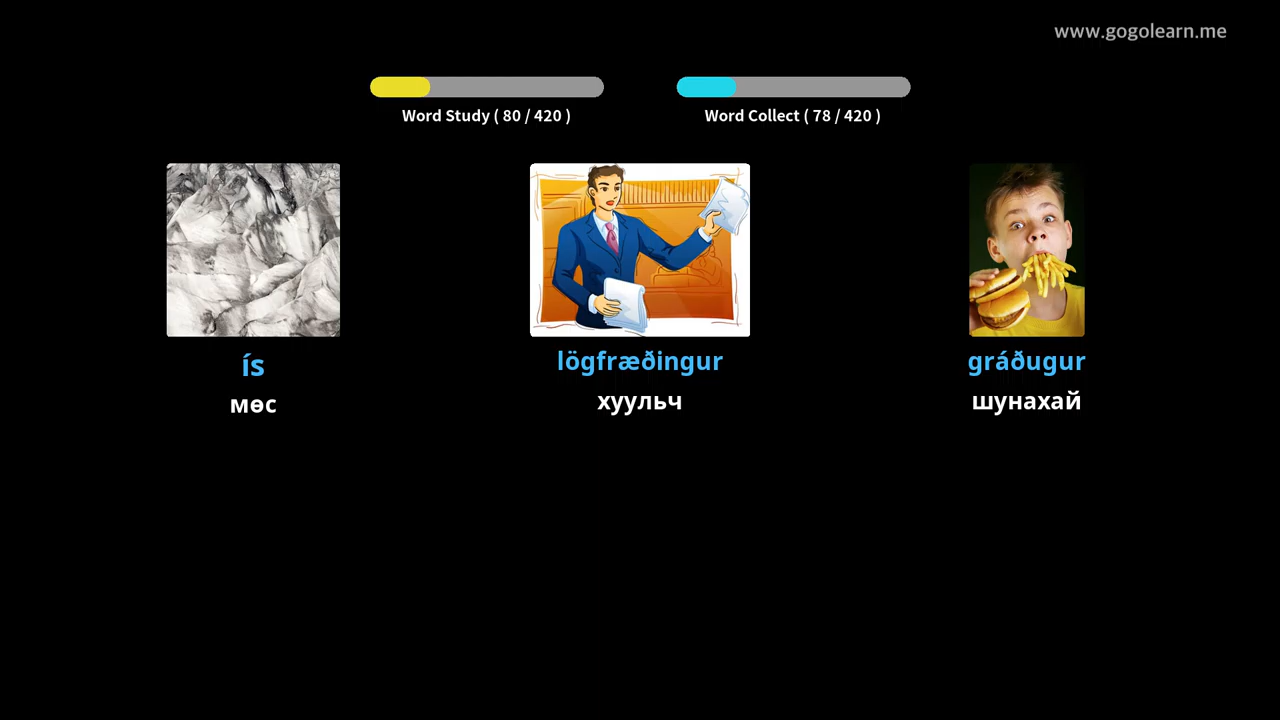 www.gogolearn.me
Word Study ( 80 / 420 )
Word Collect ( 78 / 420 )
ís
lögfræðingur
gráðugur
мөс
хуульч
шунахай